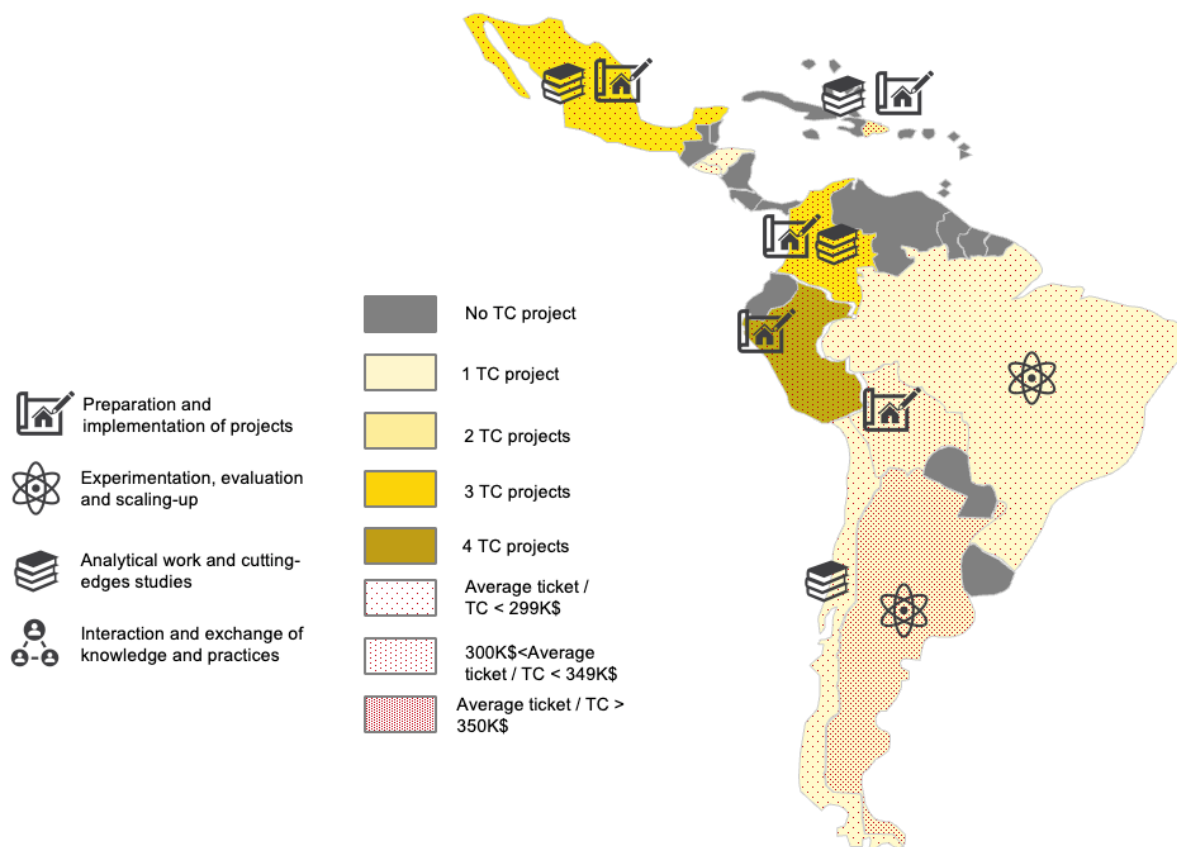 No TC project
1 TC project
2 TC projects
3 TC projects
4 TC projects
Average ticket /
TC < 299K$
300K$<Average
ticket / TC < 349K$
Average ticket / TC >
350K$
Preparation and
implementation of projects
Experimentation, evaluation
and scaling-up
Analytical work and cutting-
edges studies
Interaction and exchange of
knowledge and practices